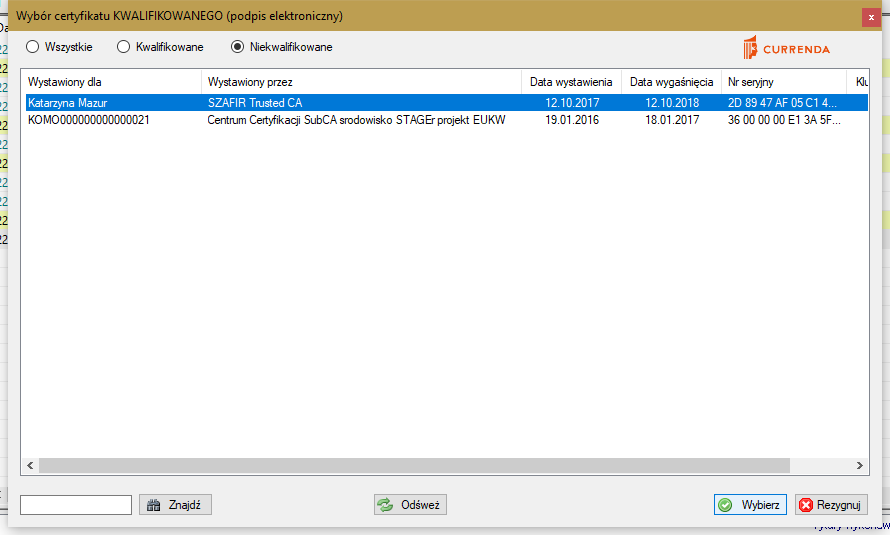 Wybór certyfikatu KWALIFIKOWANEGO (podpis elektroniczny)
Wszystkie Kwalifikowane Niekwalifikowane CURRENDA
Wystawiony dla Wystawiony przez Data wystawienia Data wygaśnięcia Nr seryjny Klu
Katarzyna Mazur SZAFIR Trusted CA 12.10.2017 12.10.2018 2D 89 47 AF 05 C1 4...
KOMO000000000000021 Centrum Certyfikacji SubCA srodowisko STAGEr projekt EUKW 19.01.2016 18.01.2017 36 00 00 00 E1 3A 5F...
Znajdź Odśwież Wybierz Rezygnuj